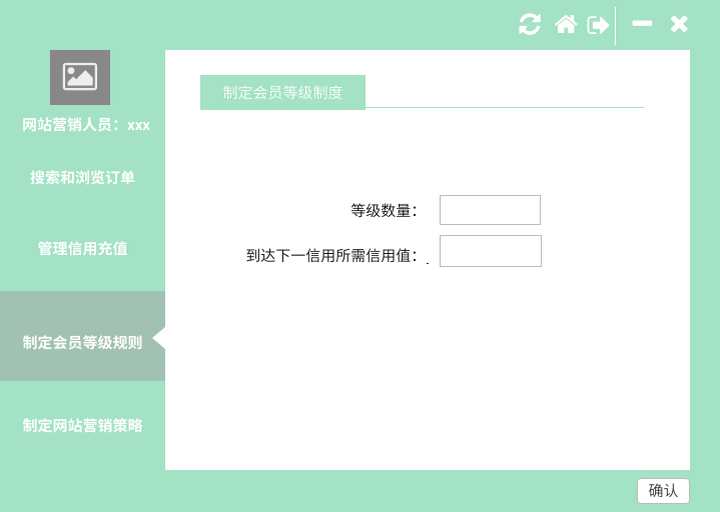 网站营销人员：xxx
搜索和浏览订单
管理信用充值
制定会员等级规则
制定网站营销策略
制定会员等级制度
等级数量：
到达下一信用所需信用值：.
确认